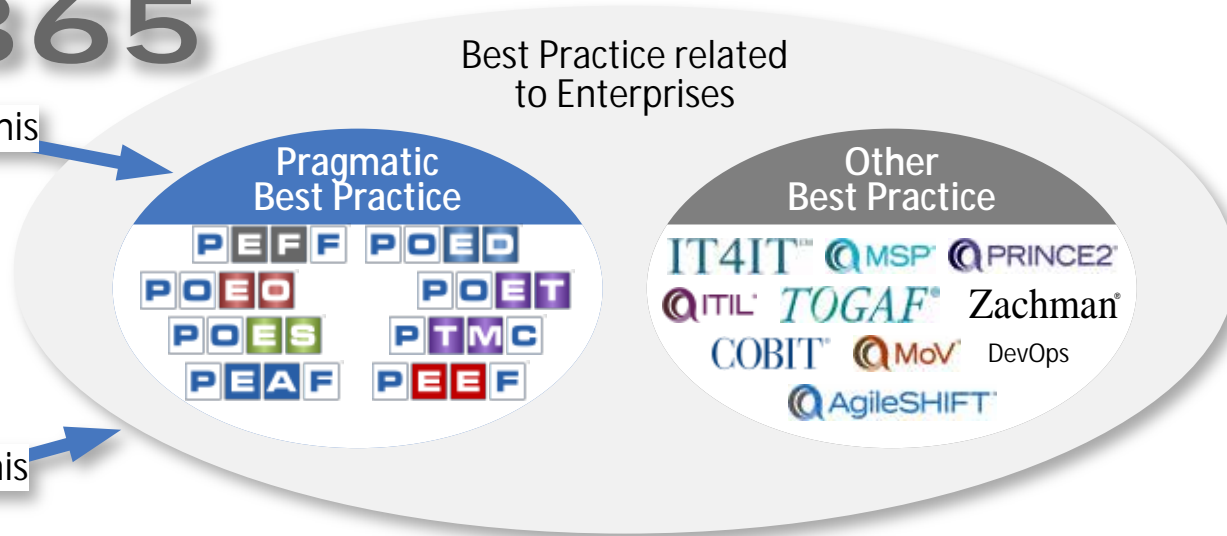 365
Best Practice related
to Enterprises
his
Pragmatic
Best Practice
Other
Best Practice
PEFF POED
POEO POET
POES PTMC
PEAF PEEF
IT4IT™ MSP® PRINCE2®
ITIL® TOGAF® Zachman®
COBIT® MoV® DevOps
AgileSHIFT®
his